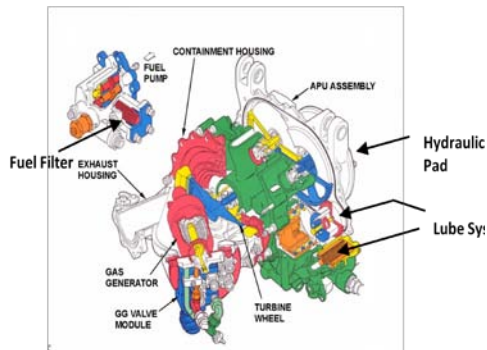 CONTAINMENT HOUSING
FUEL
PUMP
APU ASSEMBLY
Fuel Filter
EXHAUST
HOUSING
Hydraulic
Pad
Lube Sys
GAS
GENERATOR
GG VALVE
MODULE
TURBINE
WHEEL